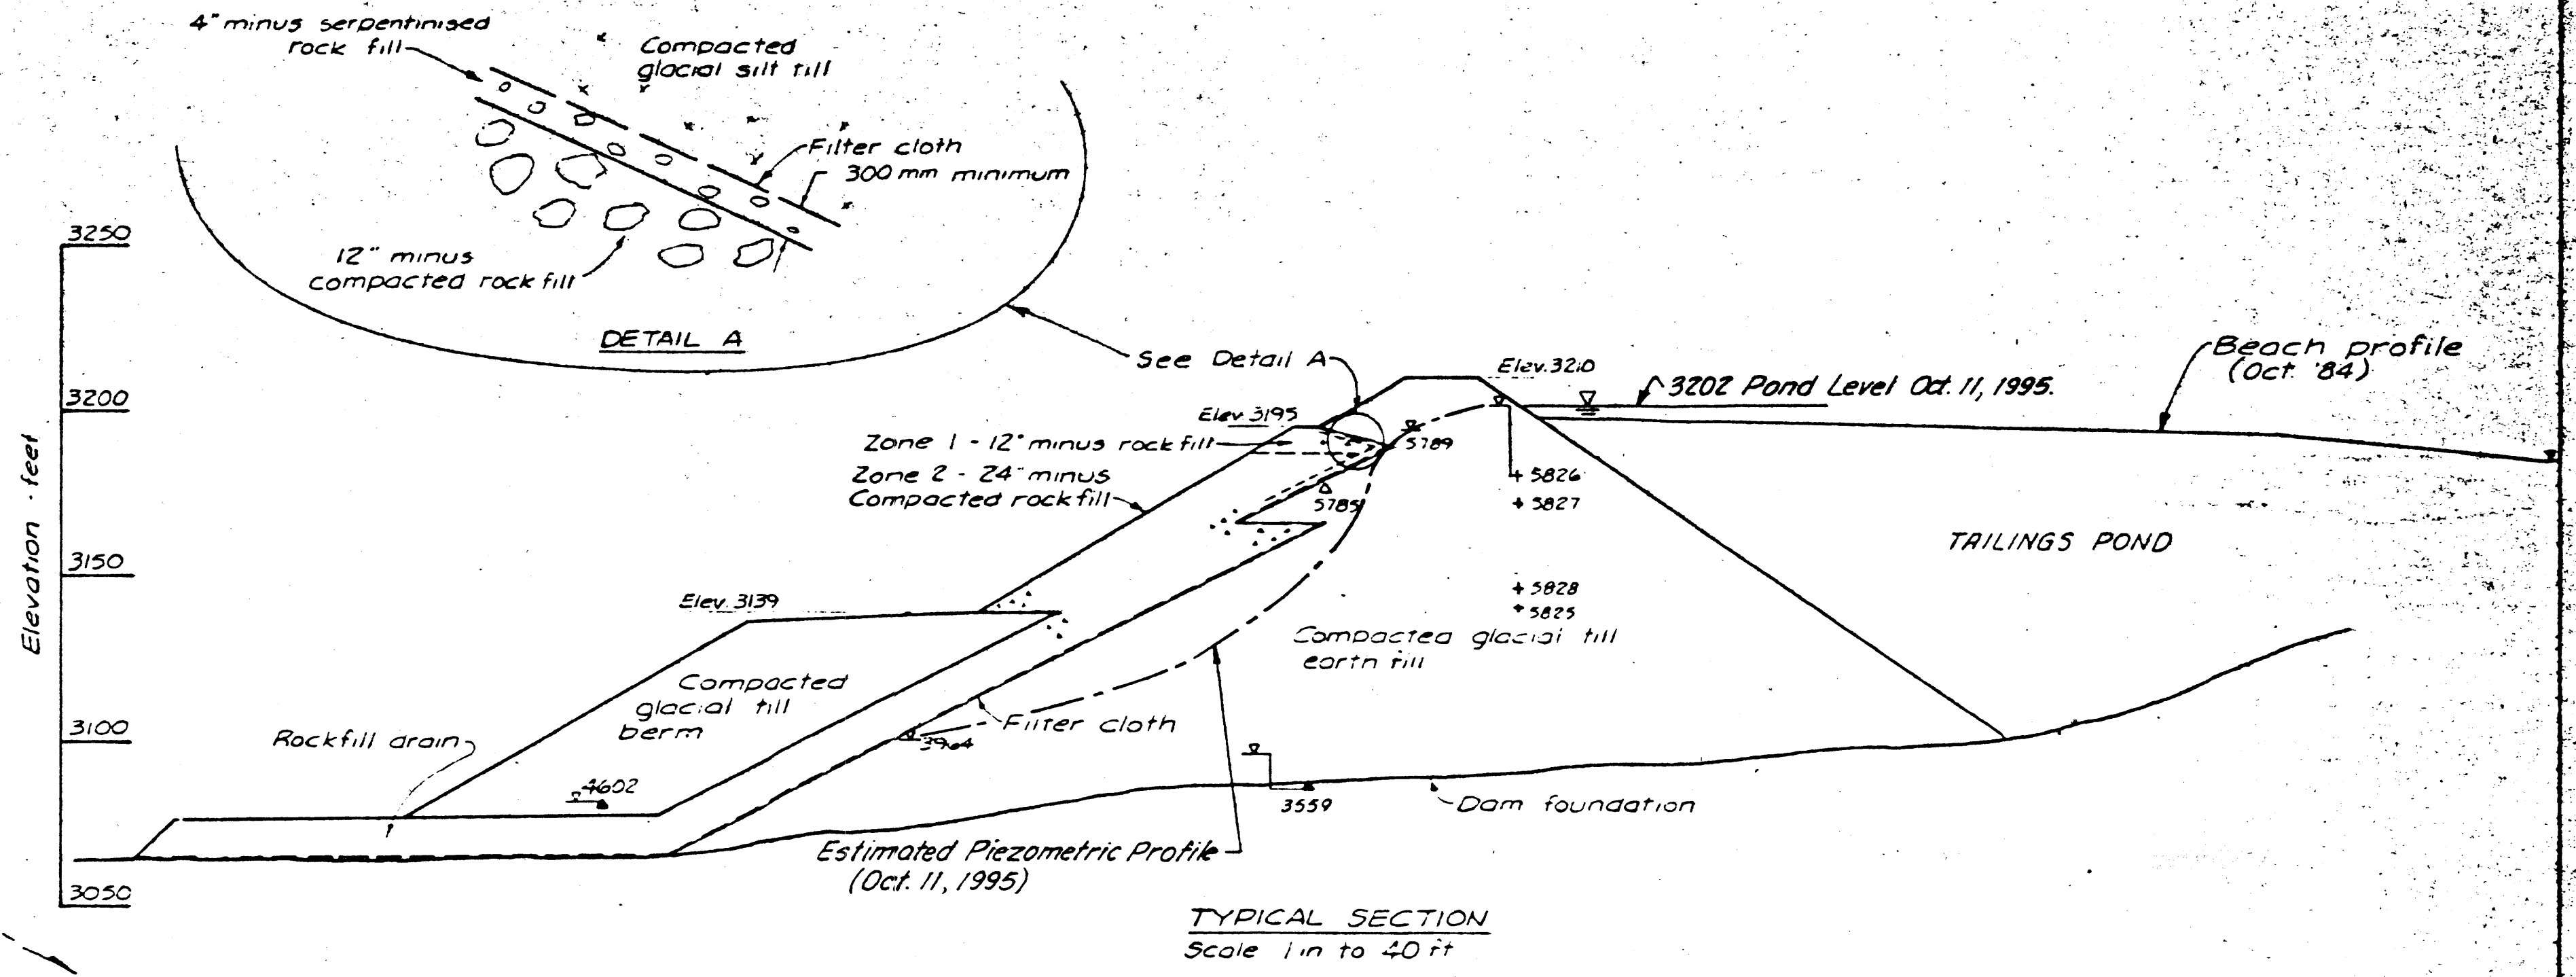 4" minus serpentinised
rock fill
Compacted
glacial silt till
Filter cloth
300 mm minimum
12" minus
compacted rock fill
DETAIL A
See Detail A
Elevation - feet
3250
3200
3150
3100
3050
Elev. 3210
3202 Pond Level Oct. 11, 1995.
Beach profile
(Oct. '84)
Elev 3195
Zone 1 - 12" minus rock fill
Zone 2 - 24" minus
Compacted rockfill
5789
5785
5826
5827
5828
5825
TAILINGS POND
Elev. 3139
Compacted glacial till
earth fill
Compacted
glacial till
berm
Filter cloth
Rockfill drain
3964
4602
3559
Dam foundation
Estimated Piezometric Profile
(Oct. 11, 1995)
TYPICAL SECTION
Scale 1 in to 40 ft